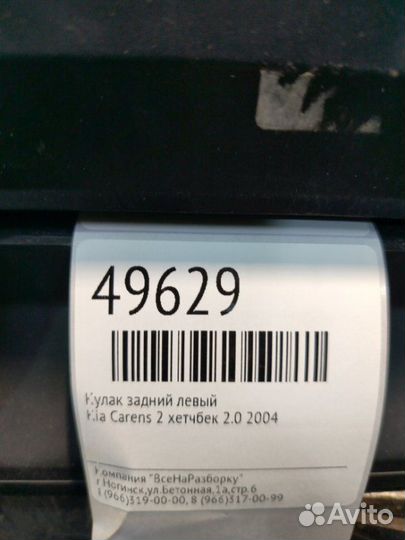 49629
Кулак задний левый
Kia Carens 2 хетчбек 2.0 2004
Компания "ВсеНаРазборку"
г Ногинск,ул.Бетонная,1а,стр.6
(966)319-00-00, 8 (966)317-00-99
Avito